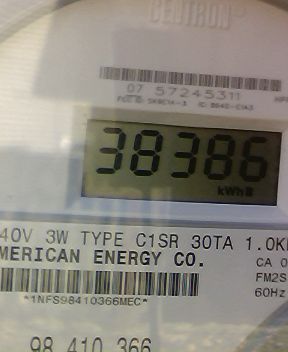 CENTRON
07 57245311
38386
kWh
40V 3W TYPE C1SR 30TA 1.0K
MERICAN ENERGY CO.
CA 0
FM2S
60Hz
*1NFS98410366MEC*
98 410 366